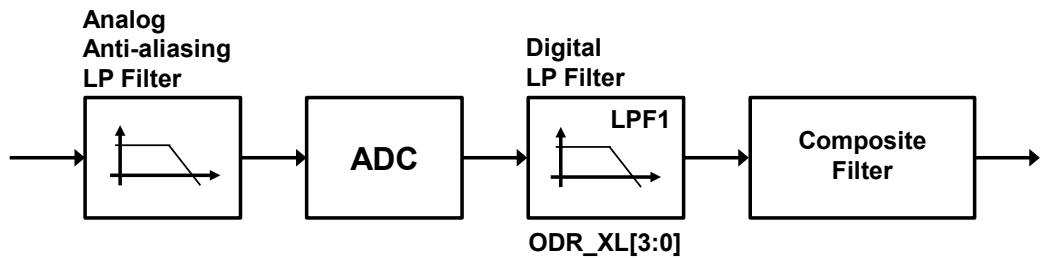 Analog
Anti-aliasing
LP Filter
Digital
LP Filter
ADC
LPF1
Composite
Filter
ODR_XL[3:0]